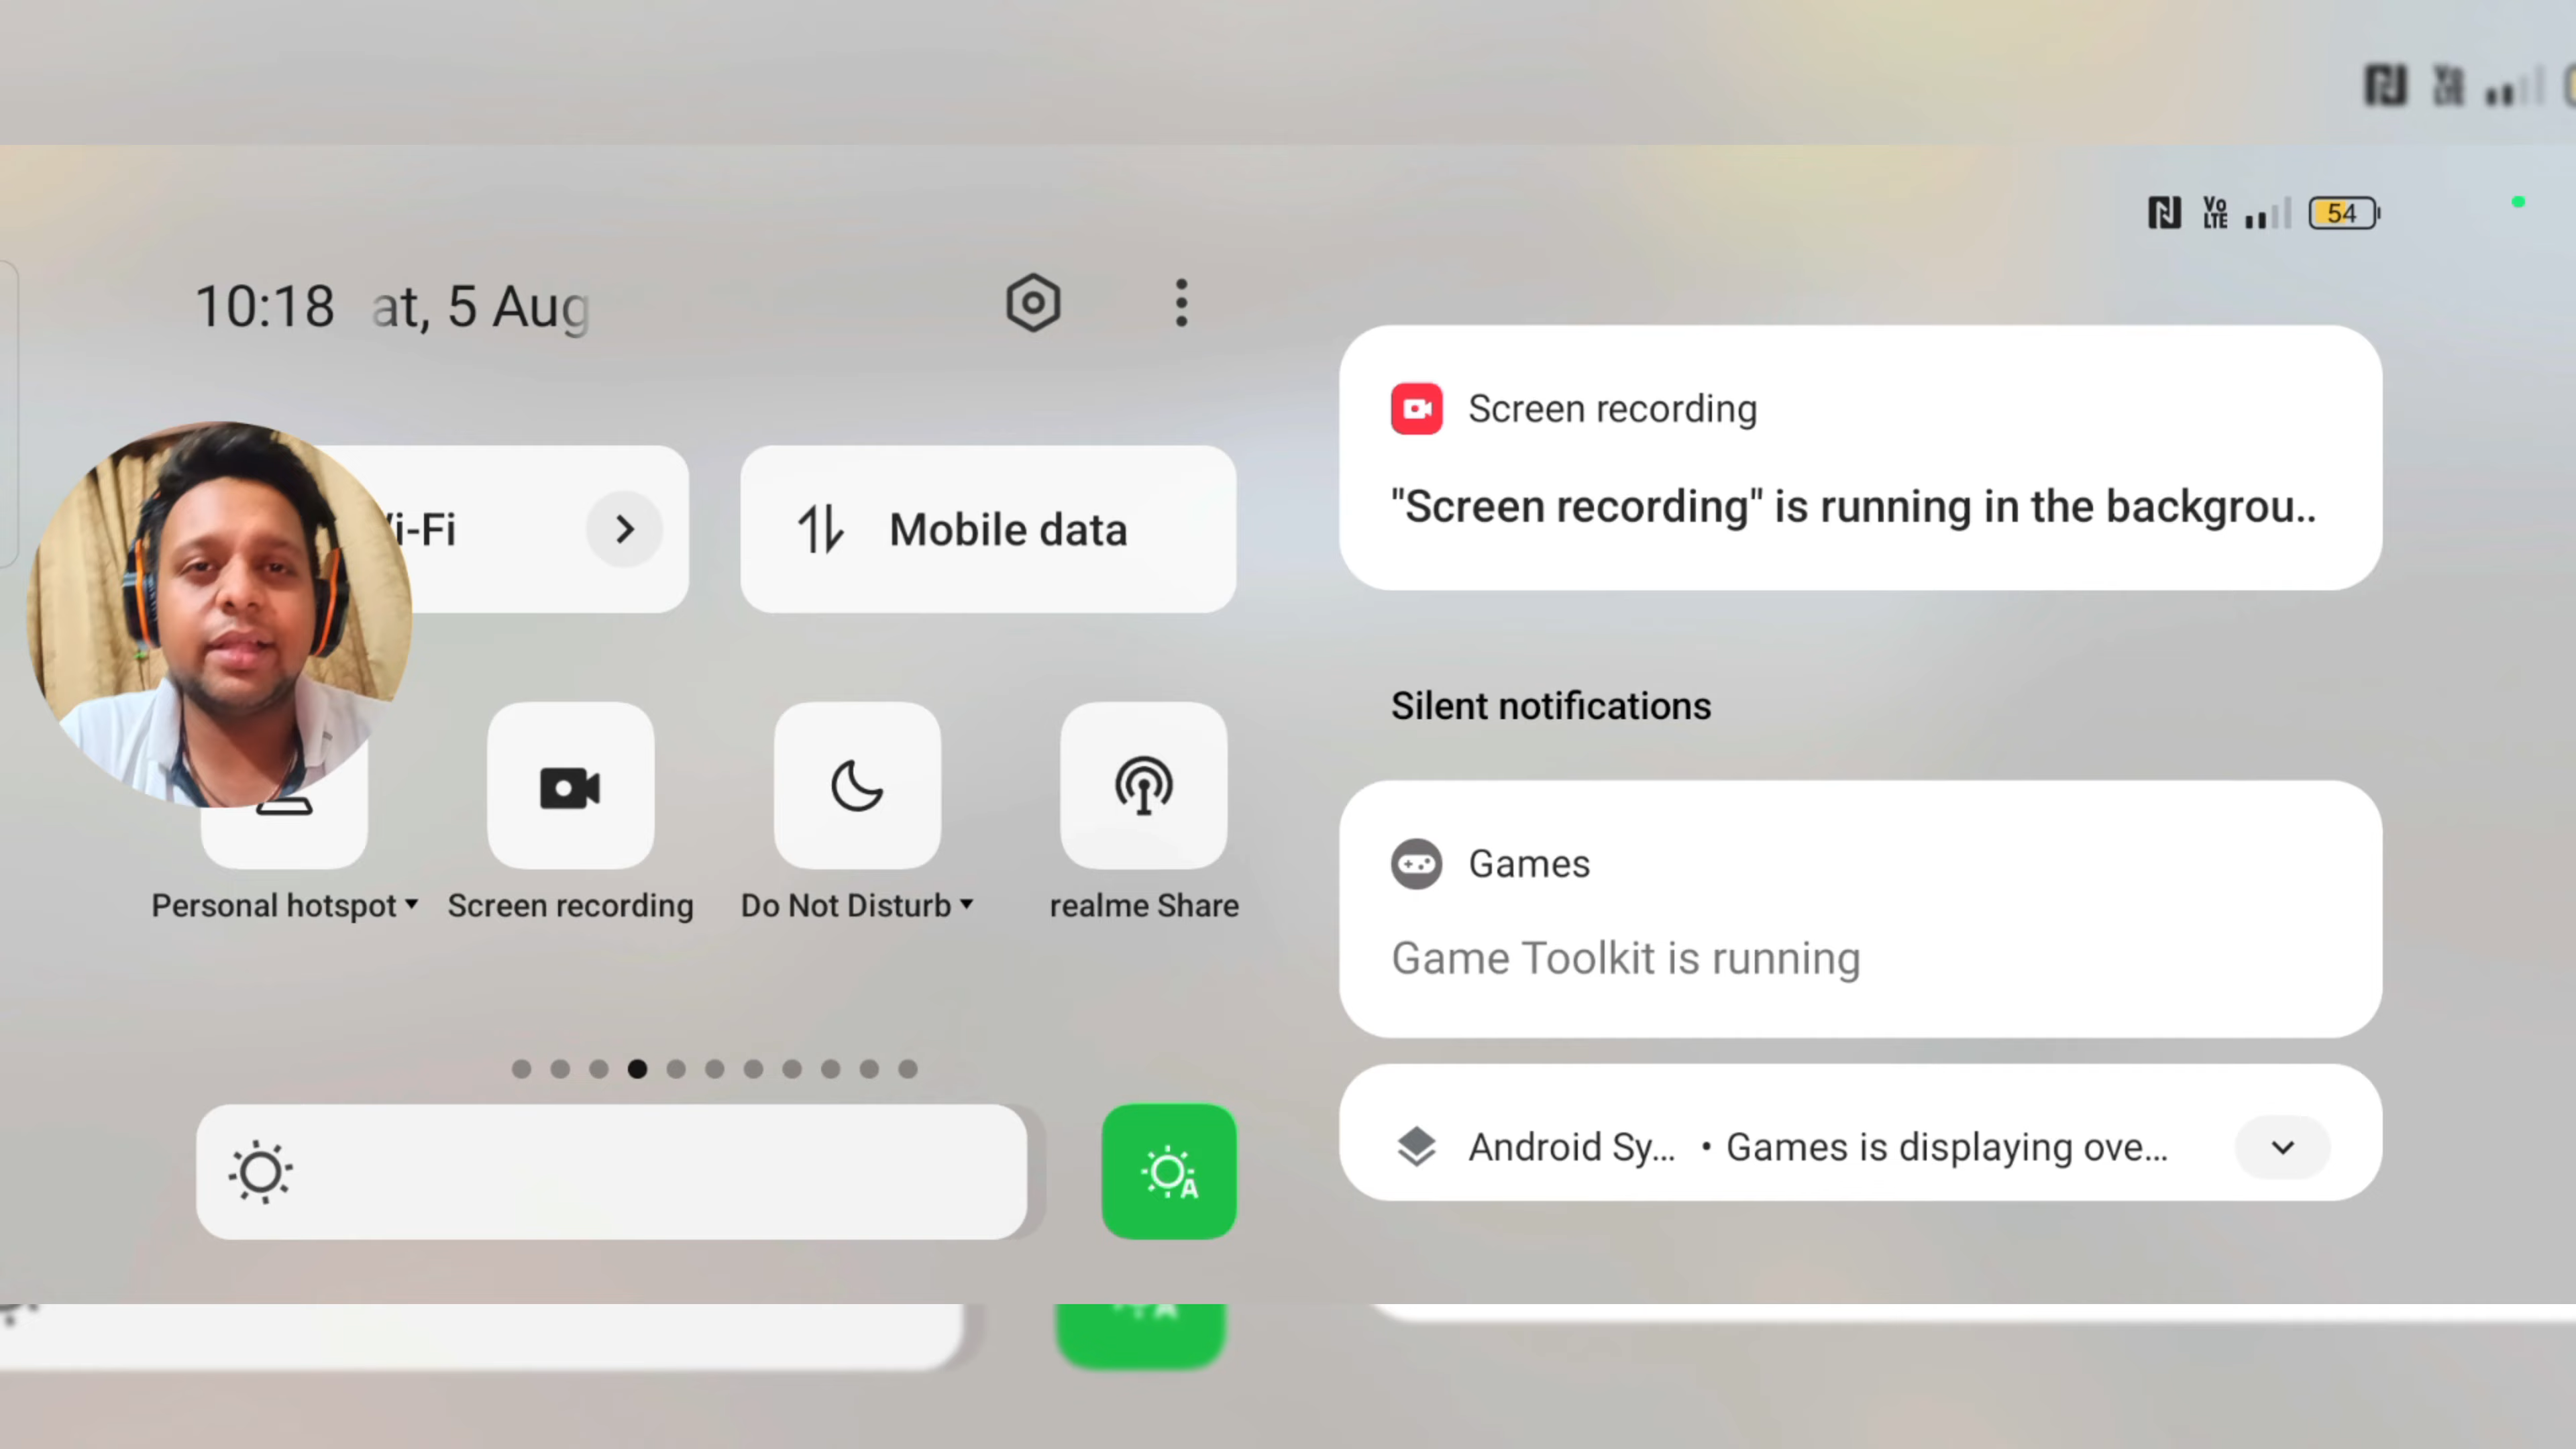 Vo
LTE
54
10:18 at, 5 Aug
i-Fi
Mobile data
Personal hotspot
Screen recording
Do Not Disturb
realme Share
A
Screen recording
"Screen recording" is running in the backgrou..
Silent notifications
Games
Game Toolkit is running
Android Sy... • Games is displaying ove...